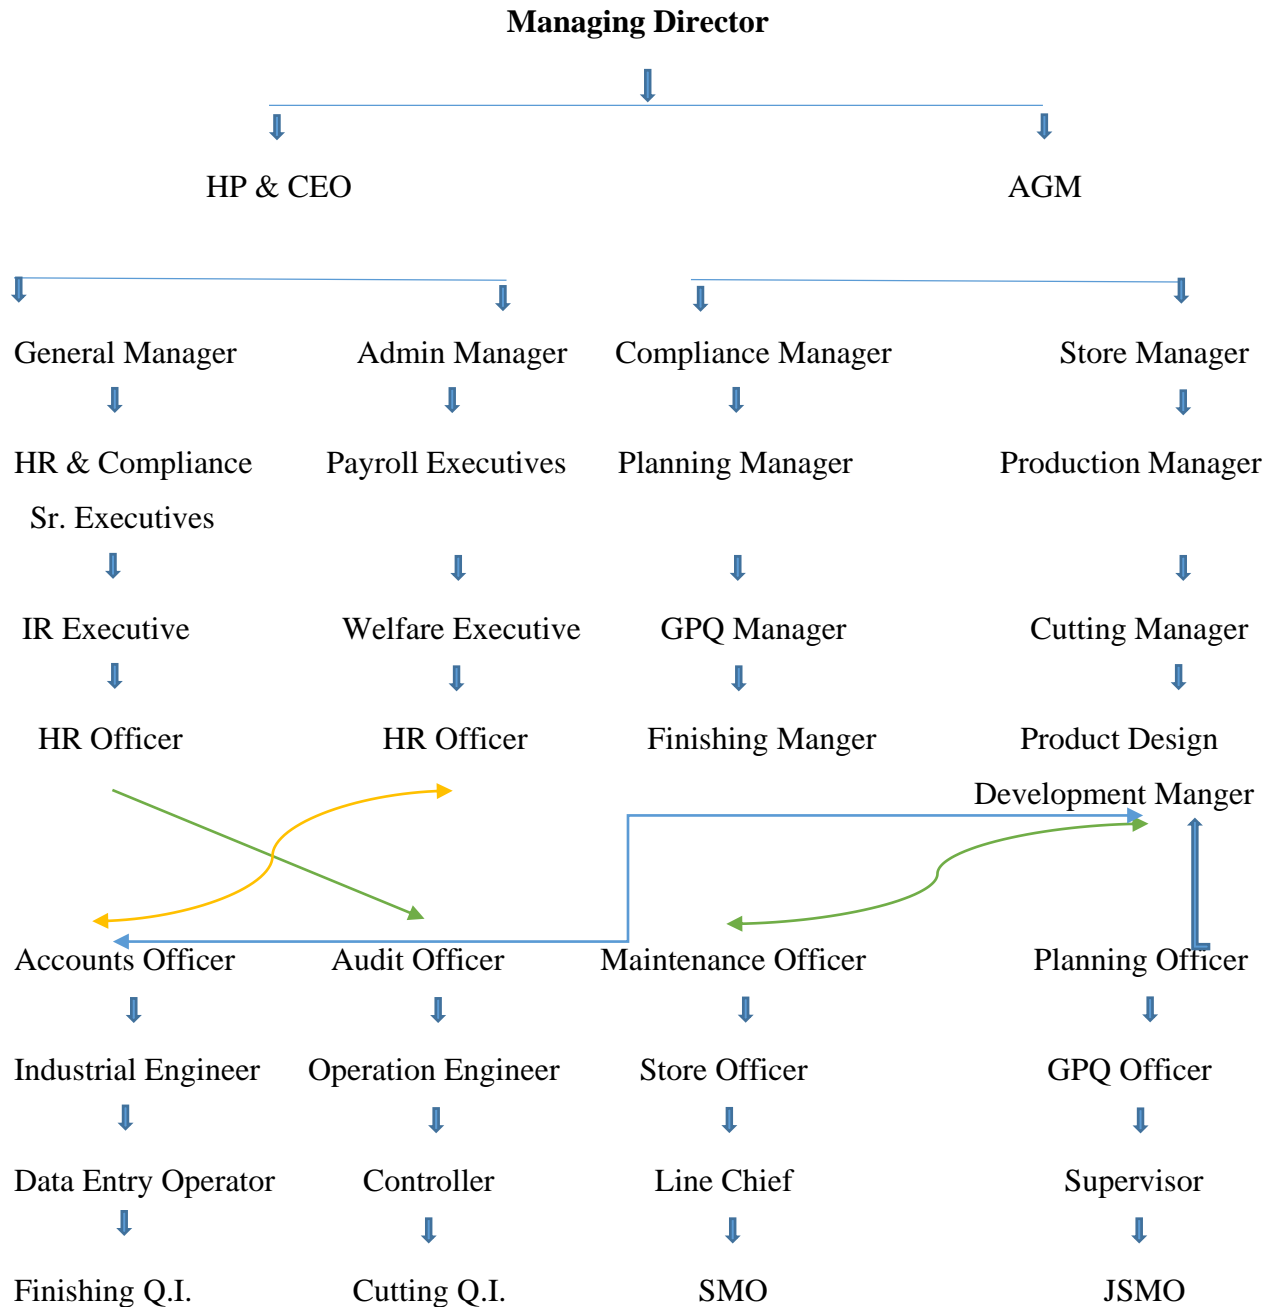 Managing Director
HP & CEO AGM
General Manager Admin Manager Compliance Manager Store Manager
HR & Compliance Payroll Executives Planning Manager Production Manager
Sr. Executives
IR Executive Welfare Executive GPQ Manager Cutting Manager
HR Officer HR Officer Finishing Manger Product Design
Development Manger
Accounts Officer Audit Officer Maintenance Officer Planning Officer
Industrial Engineer Operation Engineer Store Officer GPQ Officer
Data Entry Operator Controller Line Chief Supervisor
Finishing Q.I. Cutting Q.I. SMO JSMO